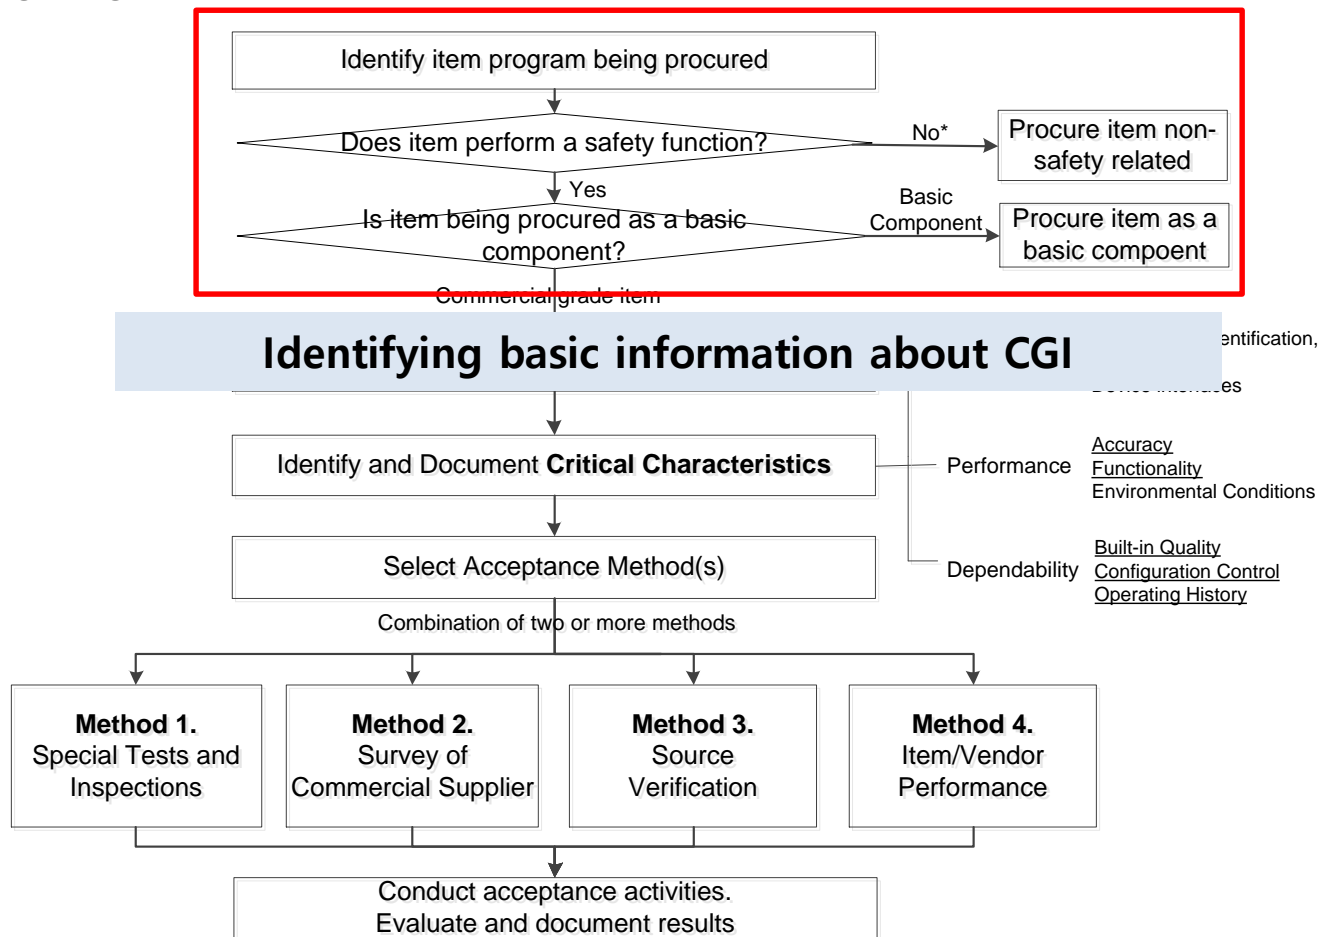 Identify item program being procured
Does item perform a safety function?
No*
Procure item non-
safety related
Yes
Is item being procured as a basic
component?
Basic
Component
Procure item as a
basic compoent
Commercial grade item
Identifying basic information about CGI
entification,
Device Interfaces
Identify and Document Critical Characteristics
Performance
Accuracy
Functionality
Environmental Conditions
Select Acceptance Method(s)
Dependability
Built-in Quality
Configuration Control
Operating History
Combination of two or more methods
Method 1.
Special Tests and
Inspections
Method 2.
Survey of
Commercial Supplier
Method 3.
Source
Verification
Method 4.
Item/Vendor
Performance
Conduct acceptance activities.
Evaluate and document results